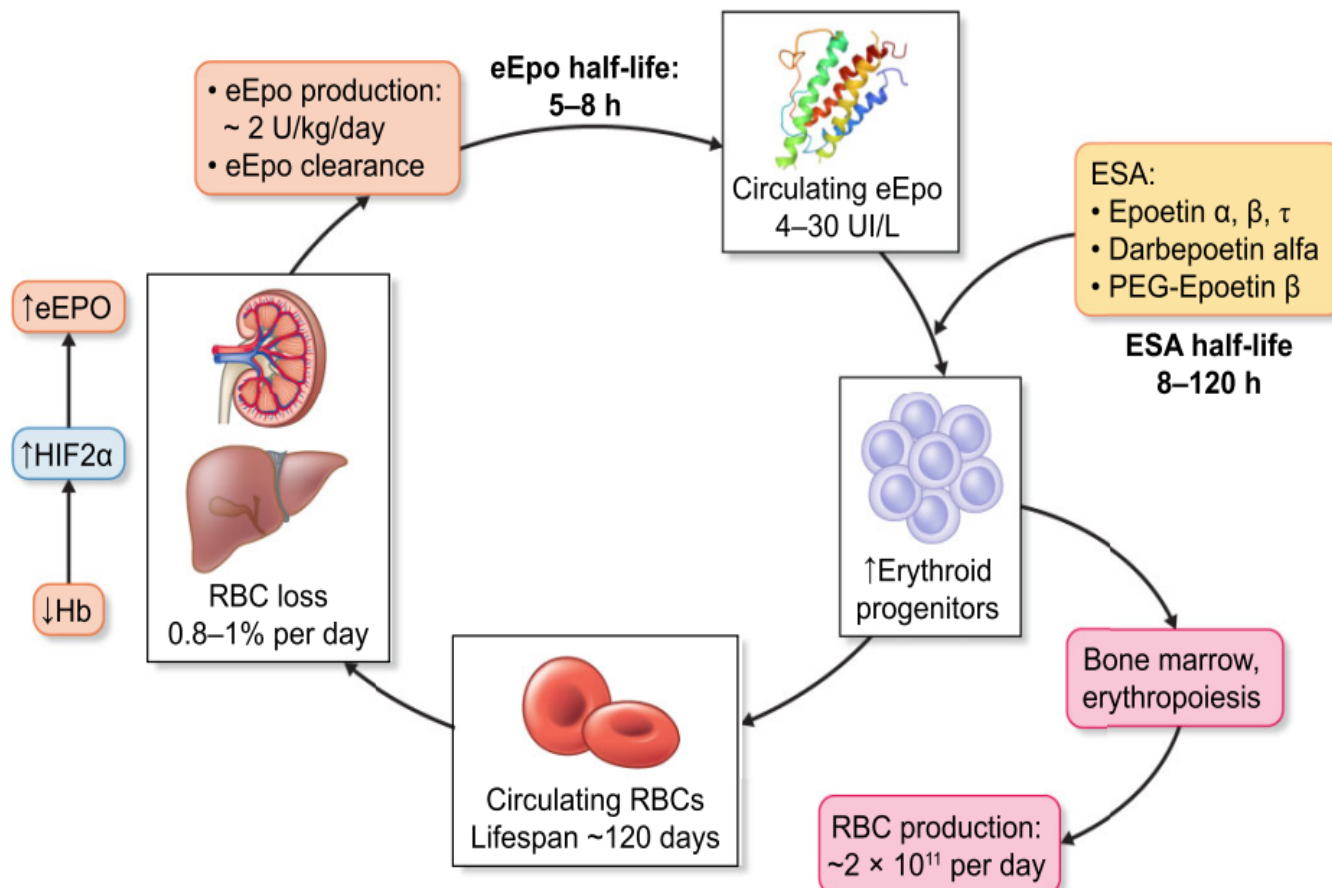 • eEpo production:
~ 2 U/kg/day
• eEpo clearance
eEpo half-life:
5–8 h
Circulating eEpo
4–30 UI/L
ESA:
• Epoetin α, β, τ
• Darbepoetin alfa
• PEG-Epoetin β
ESA half-life
8–120 h
↑eEPO
↑HIF2α
↓Hb
RBC loss
0.8–1% per day
↑Erythroid
progenitors
Bone marrow,
erythropoiesis
Circulating RBCs
Lifespan ~120 days
RBC production:
~2 × 10¹¹ per day